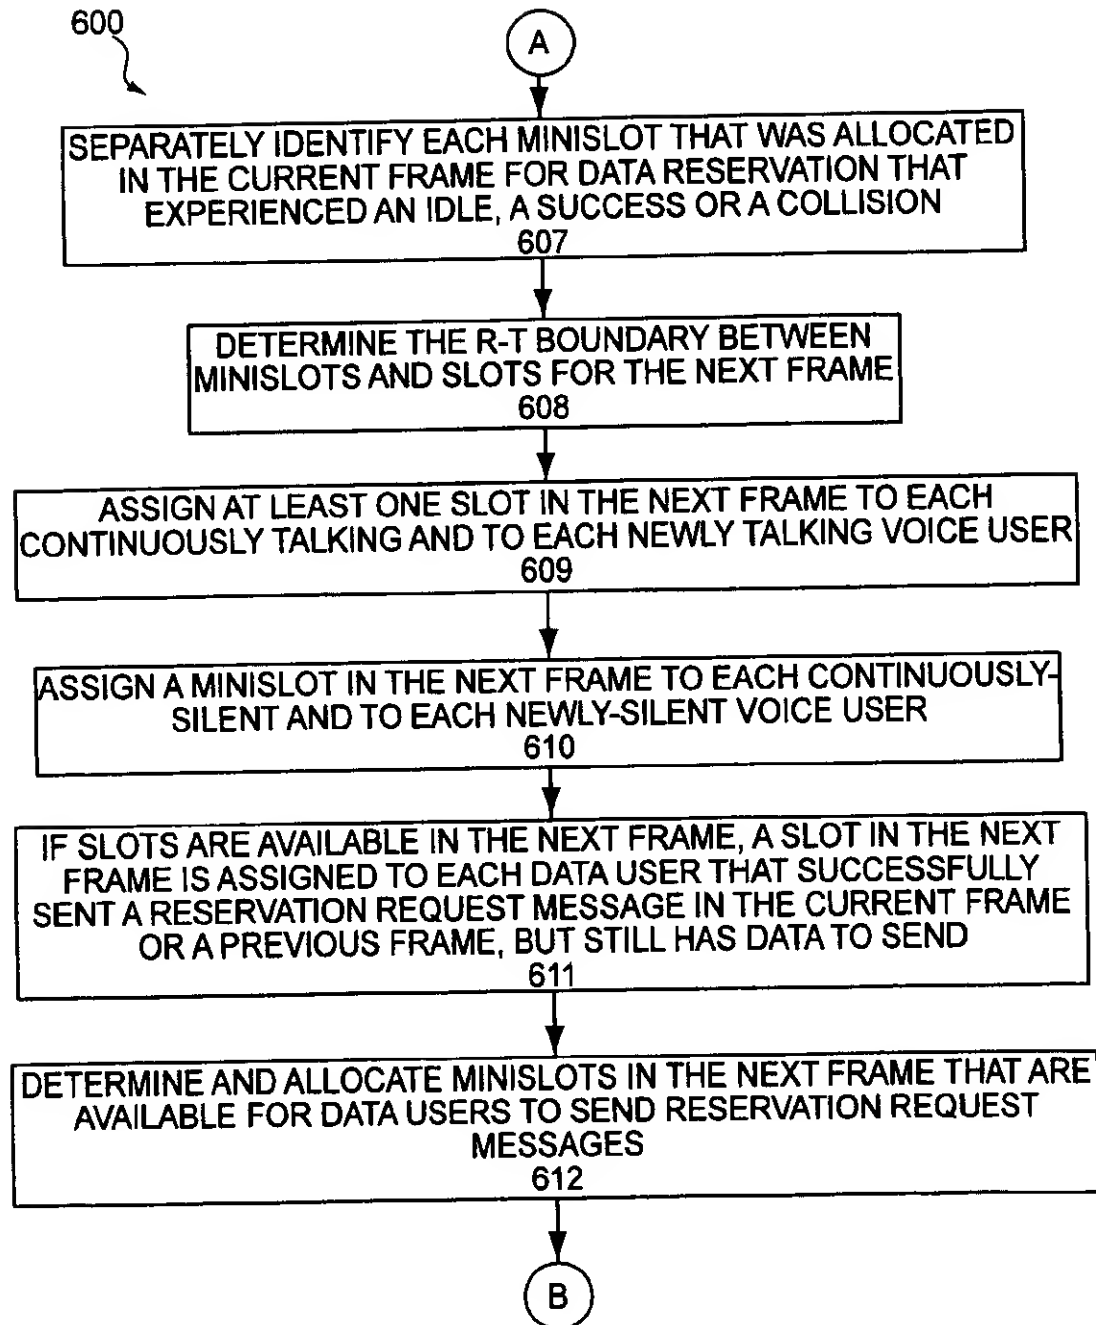 600
A
SEPARATELY IDENTIFY EACH MINISLOT THAT WAS ALLOCATED
IN THE CURRENT FRAME FOR DATA RESERVATION THAT
EXPERIENCED AN IDLE, A SUCCESS OR A COLLISION
607
DETERMINE THE R-T BOUNDARY BETWEEN
MINISLOTS AND SLOTS FOR THE NEXT FRAME
608
ASSIGN AT LEAST ONE SLOT IN THE NEXT FRAME TO EACH
CONTINUOUSLY TALKING AND TO EACH NEWLY TALKING VOICE USER
609
ASSIGN A MINISLOT IN THE NEXT FRAME TO EACH CONTINUOUSLY-
SILENT AND TO EACH NEWLY-SILENT VOICE USER
610
IF SLOTS ARE AVAILABLE IN THE NEXT FRAME, A SLOT IN THE NEXT
FRAME IS ASSIGNED TO EACH DATA USER THAT SUCCESSFULLY
SENT A RESERVATION REQUEST MESSAGE IN THE CURRENT FRAME
OR A PREVIOUS FRAME, BUT STILL HAS DATA TO SEND
611
DETERMINE AND ALLOCATE MINISLOTS IN THE NEXT FRAME THAT ARE
AVAILABLE FOR DATA USERS TO SEND RESERVATION REQUEST
MESSAGES
612
B